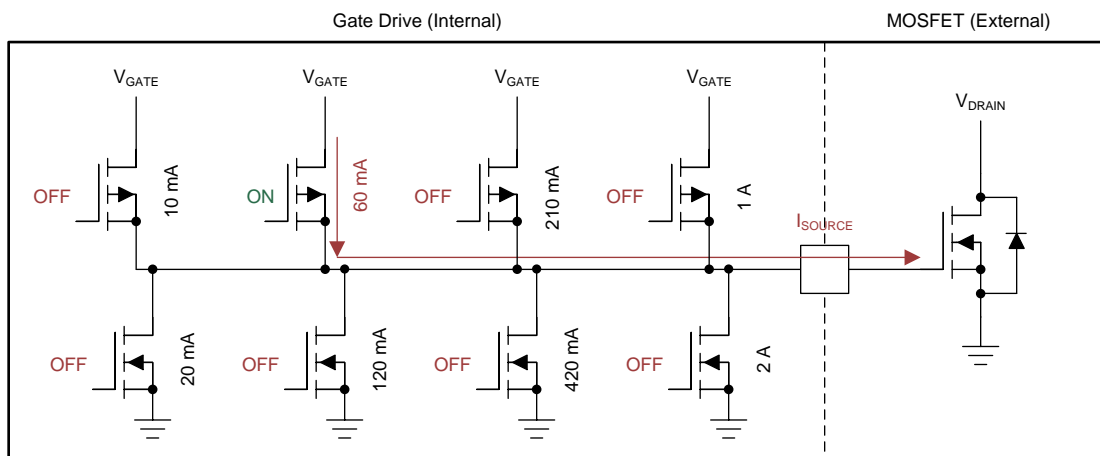 Gate Drive (Internal)
MOSFET (External)
VGATE
VGATE
VGATE
VGATE
VDRAIN
OFF
10 mA
ON
60 mA
OFF
210 mA
OFF
1 A
ISOURCE
OFF
20 mA
OFF
120 mA
OFF
420 mA
OFF
2 A